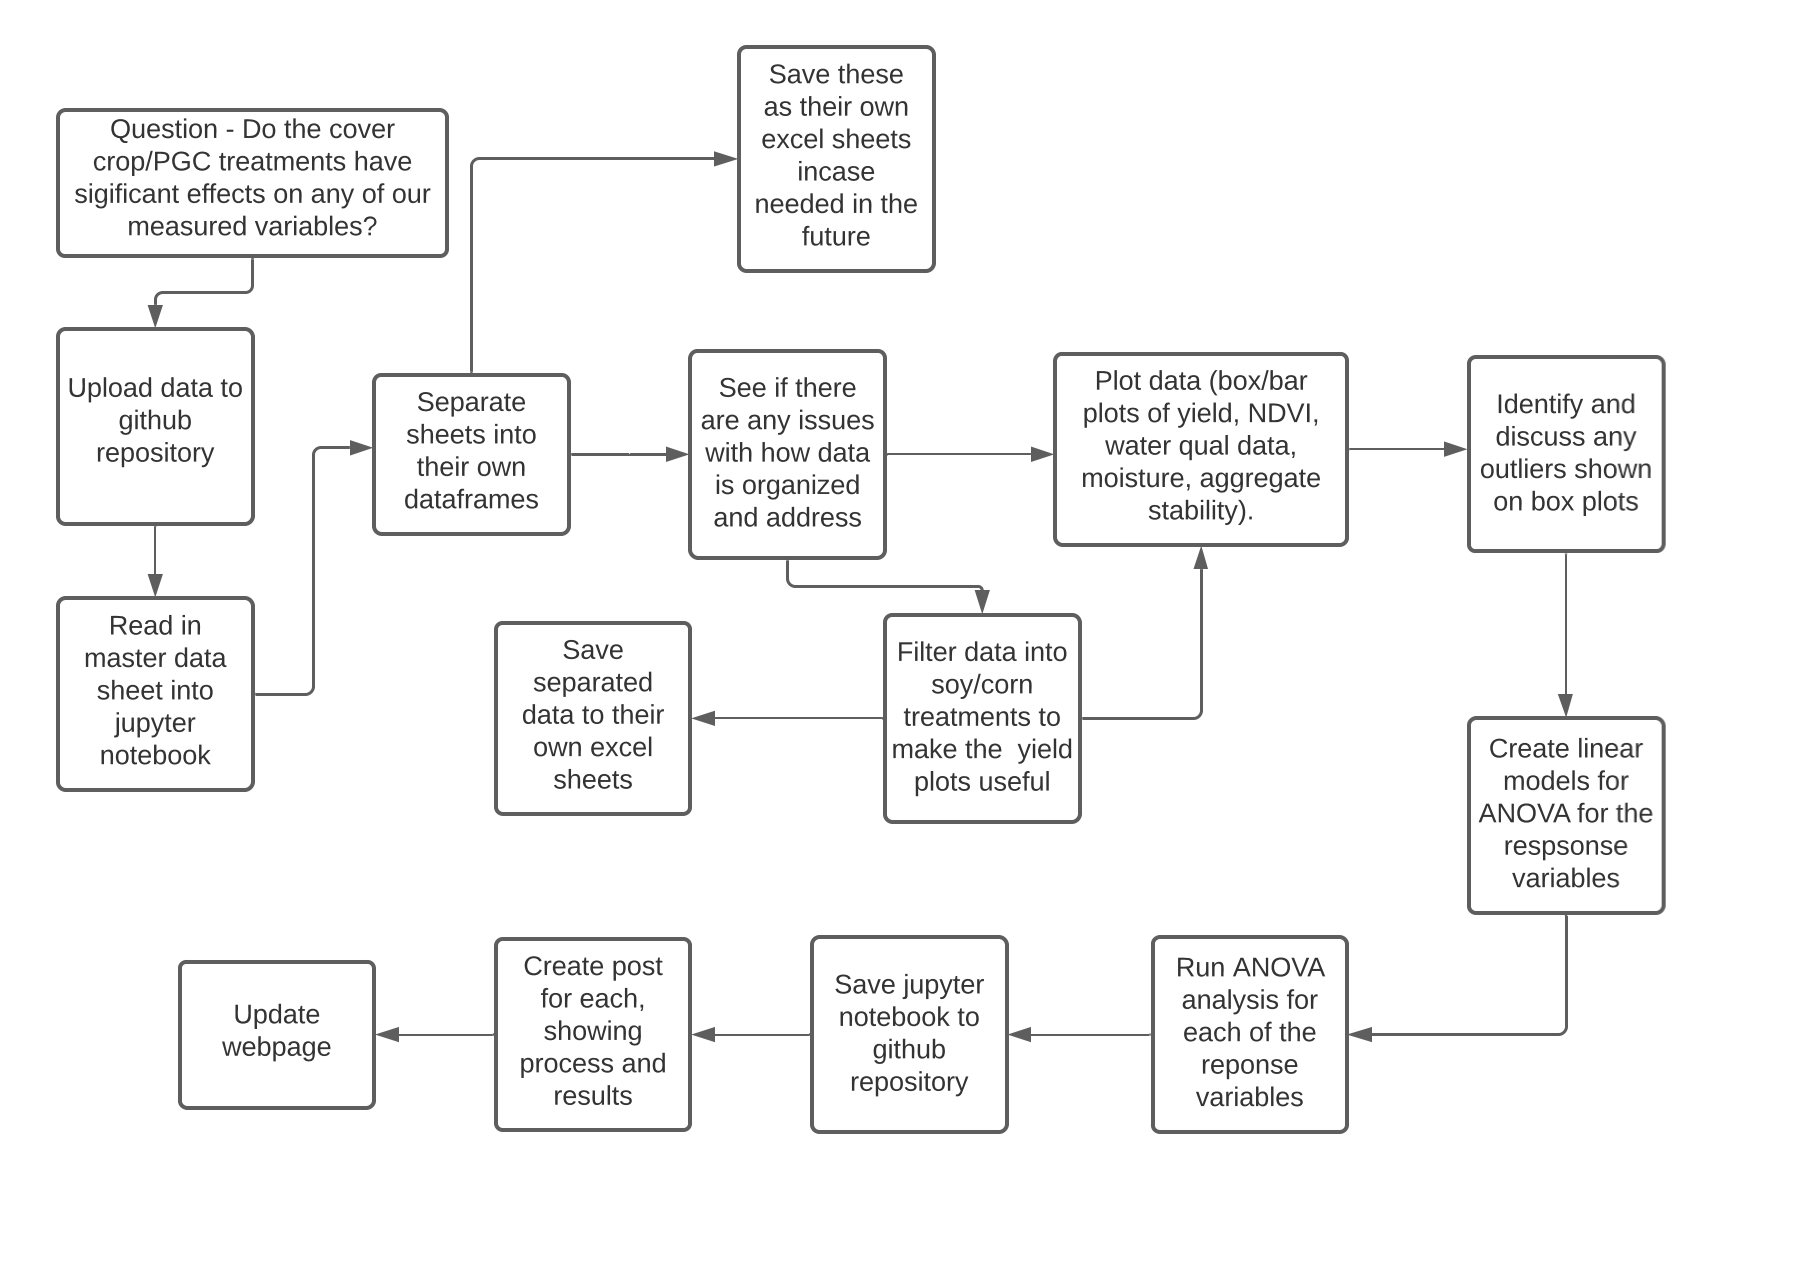 Question - Do the cover
crop/PGC treatments have
sigificant effects on any of our
measured variables?
Upload data to
github
repository
Read in
master data
sheet into
jupyter
notebook
Separate
sheets into
their own
dataframes
Save these
as their own
excel sheets
incase
needed in the
future
See if there
are any issues
with how data
is organized
and address
Filter data into
soy/corn
treatments to
make the  yield
plots useful
Save
separated
data to their
own excel
sheets
Plot data (box/bar
plots of yield, NDVI,
water qual data,
moisture, aggregate
stability).
Identify and
discuss any
outliers shown
on box plots
Create linear
models for
ANOVA for the
respsonse
variables
Run ANOVA
analysis for
each of the
reponse
variables
Save jupyter
notebook to
github
repository
Create post
for each,
showing
process and
results
Update
webpage